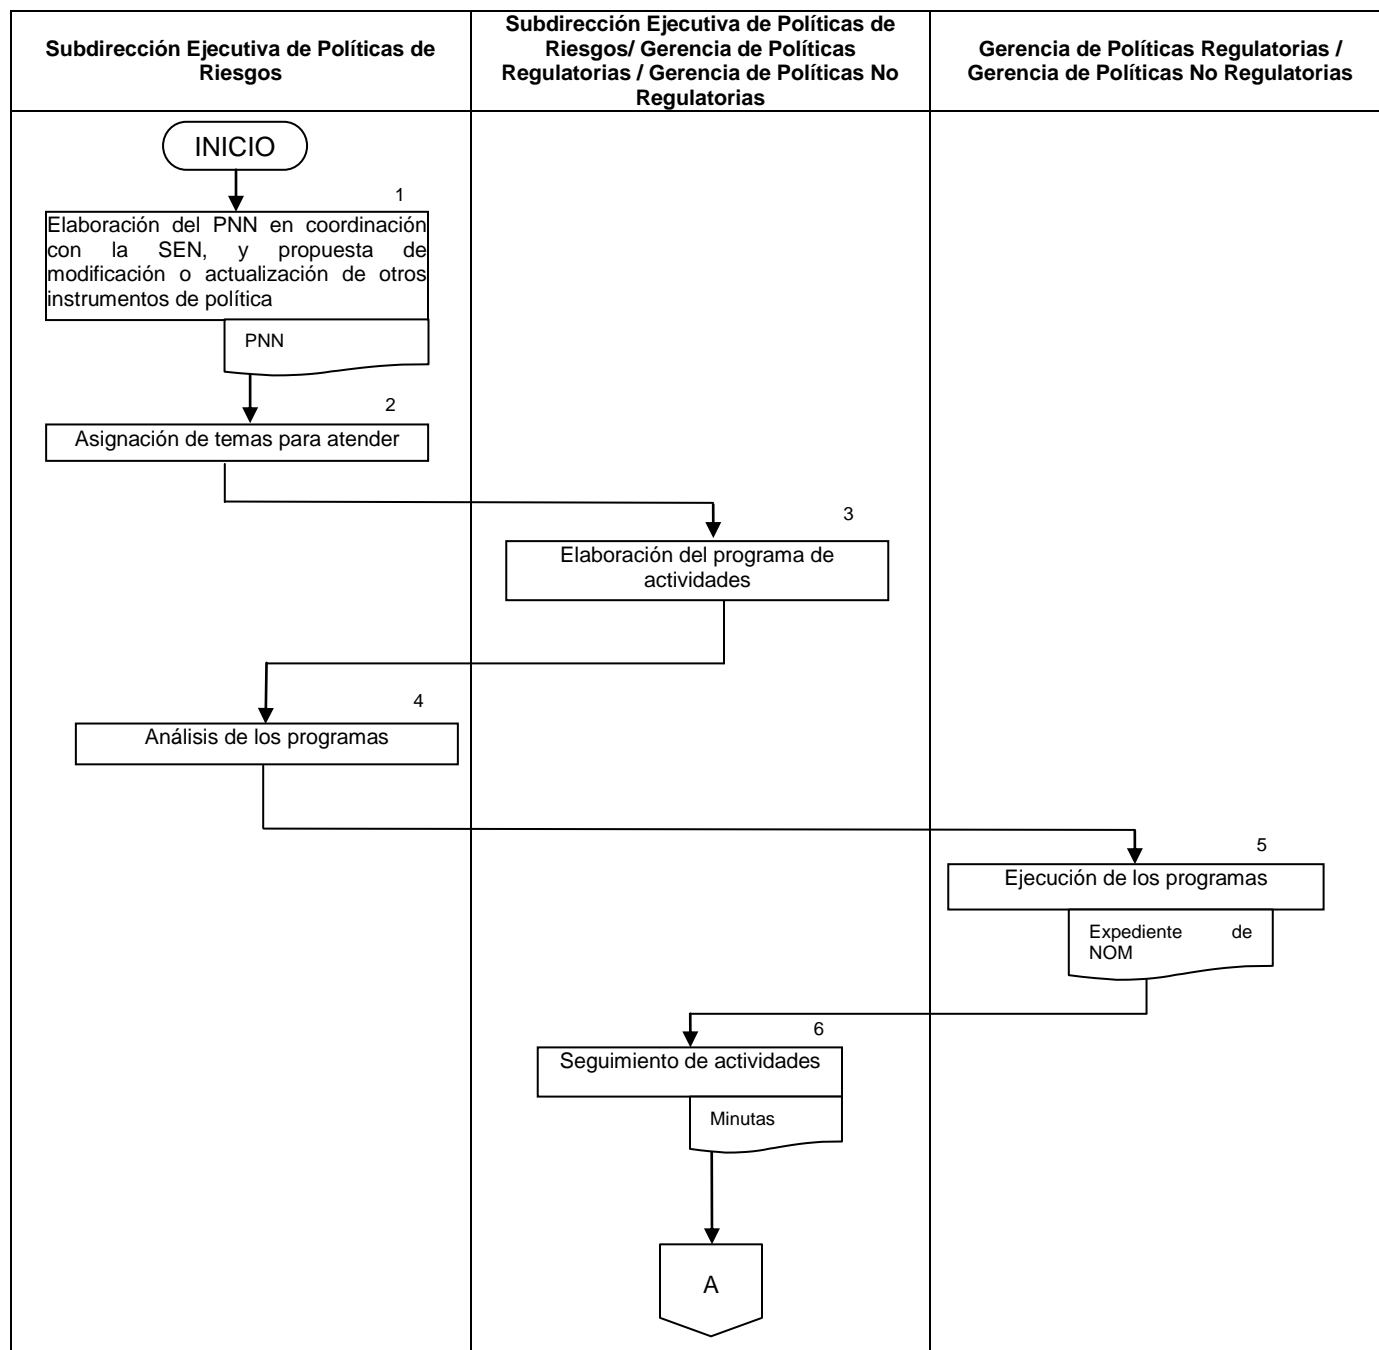 Subdirección Ejecutiva de Políticas de
Riesgos
Subdirección Ejecutiva de Políticas de
Riesgos/ Gerencia de Políticas
Regulatorias / Gerencia de Políticas No
Regulatorias
Gerencia de Políticas Regulatorias /
Gerencia de Políticas No Regulatorias
INICIO
1
Elaboración del PNN en coordinación
con la SEN, y propuesta de
modificación o actualización de otros
instrumentos de política
PNN
2
Asignación de temas para atender
3
Elaboración del programa de
actividades
4
Análisis de los programas
5
Ejecución de los programas
Expediente de
NOM
6
Seguimiento de actividades
Minutas
A